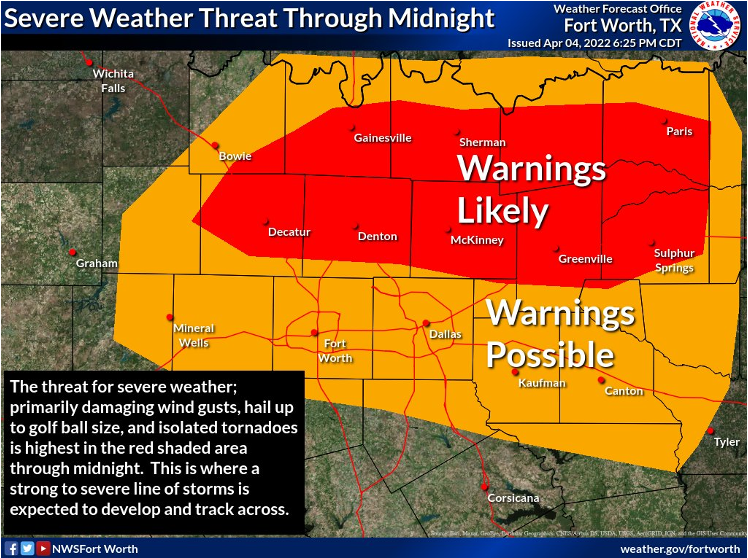 Severe Weather Threat Through Midnight
Weather Forecast Office
Fort Worth, TX
Issued Apr 04, 2022 6:25 PM CDT
NATIONAL WEATHER SERVICE
Wichita
Falls
Bowie
Gainesville
Sherman
Paris
Warnings
Likely
Decatur
Denton
McKinney
Greenville
Sulphur
Springs
Graham
Mineral
Wells
Fort
Worth
Dallas
Warnings
Possible
Kaufman
Canton
Tyler
Corsicana
The threat for severe weather;
primarily damaging wind gusts, hail up
to golf ball size, and isolated tornadoes
is highest in the red shaded area
through midnight. This is where a
strong to severe line of storms is
expected to develop and track across.
NWSFort Worth
weather.gov/fortworth